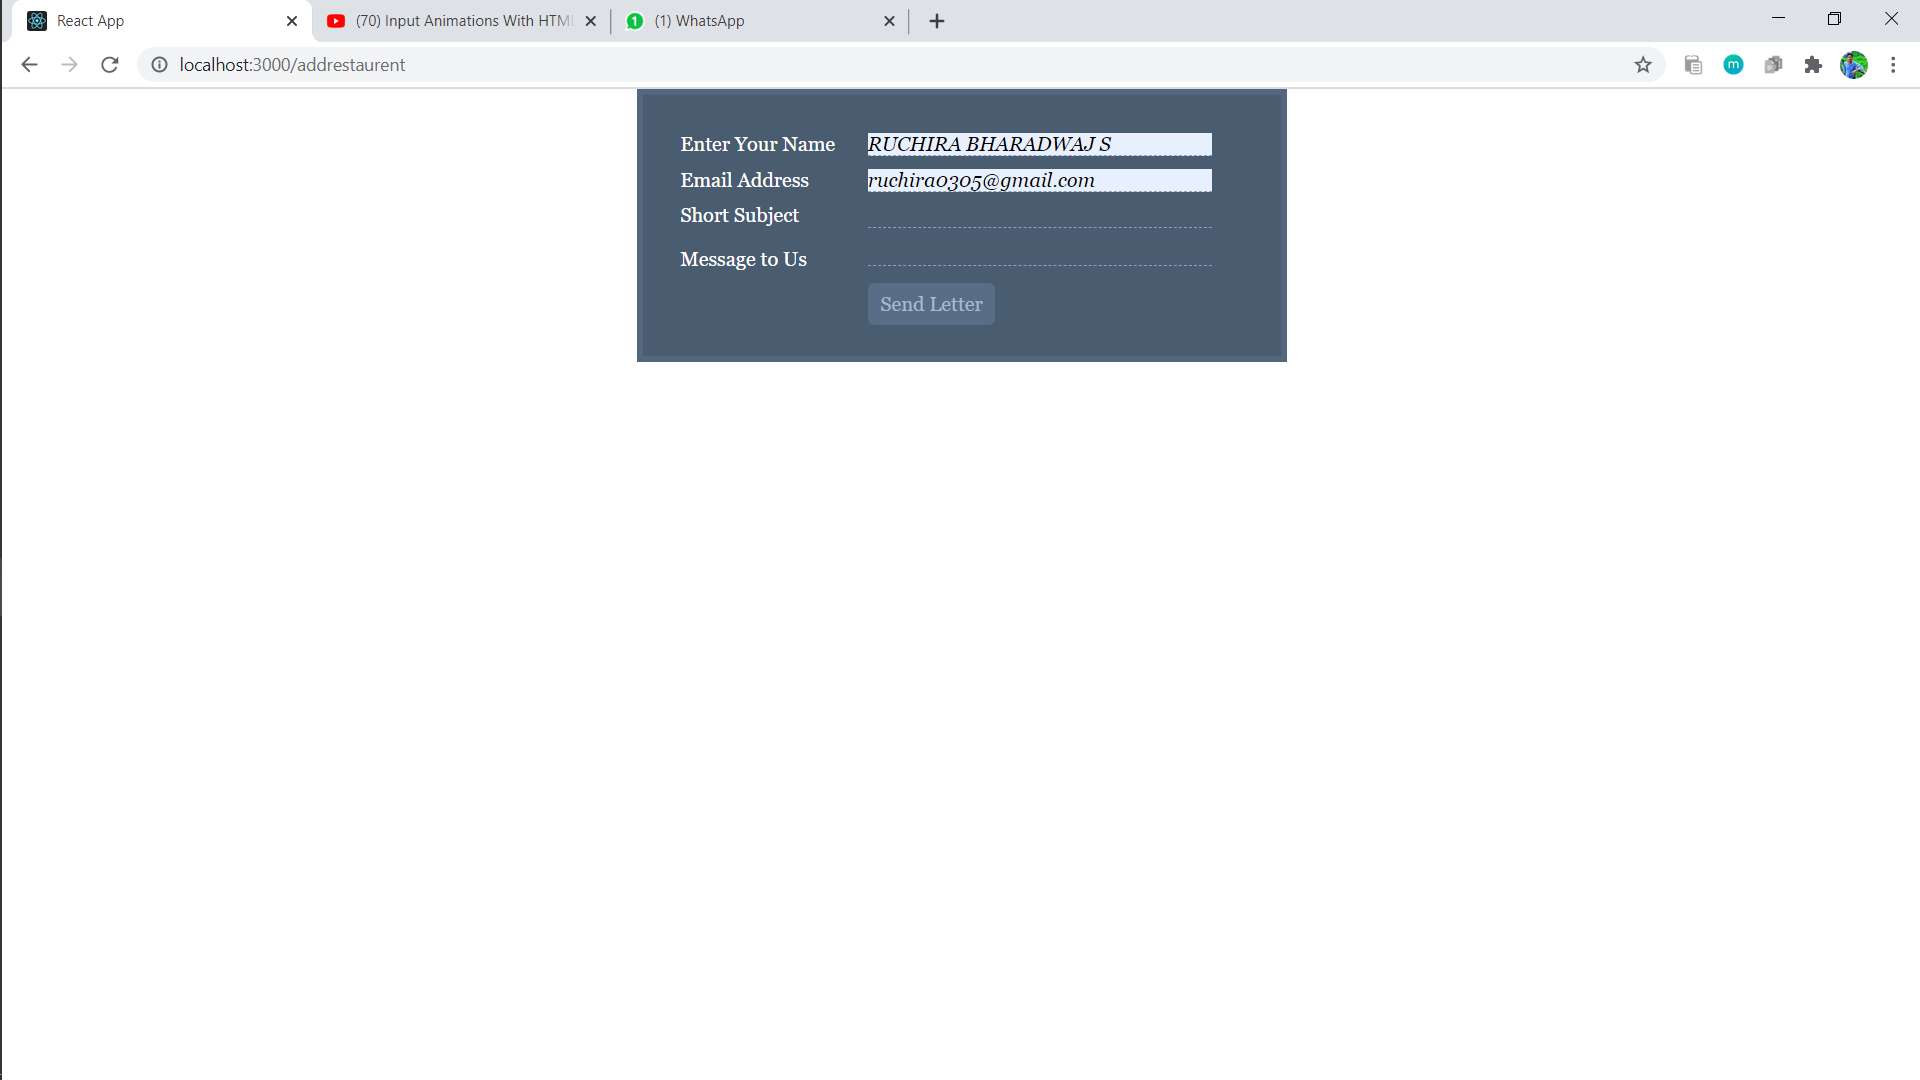 React App
(70) Input Animations With HTM
(1) WhatsApp
localhost:3000/addrestaurent
m
Enter Your Name RUCHIRA BHARADWAJ S
Email Address ruchira0305@gmail.com
Short Subject
Message to Us
Send Letter